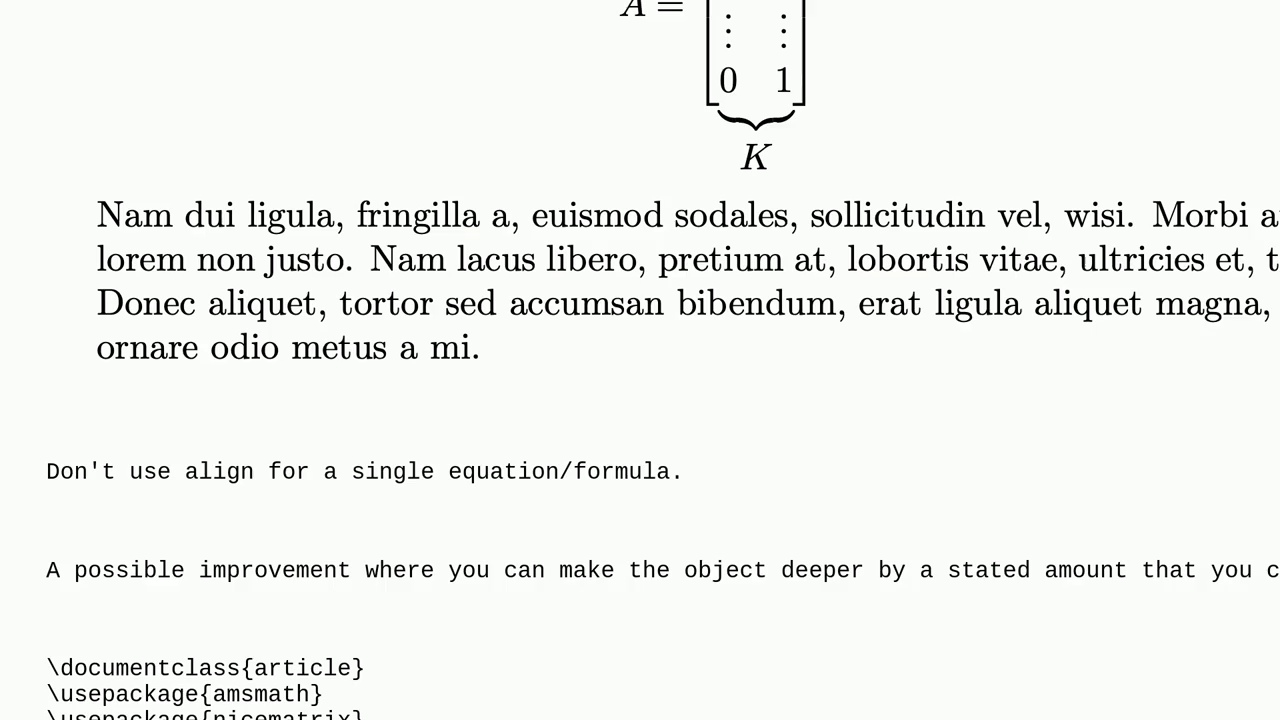 A =
⋮ ⋮
0 1
K
Nam dui ligula, fringilla a, euismod sodales, sollicitudin vel, wisi. Morbi
lorem non justo. Nam lacus libero, pretium at, lobortis vitae, ultricies et,
Donec aliquet, tortor sed accumsan bibendum, erat ligula aliquet magna,
ornare odio metus a mi.
Don't use align for a single equation/formula.
A possible improvement where you can make the object deeper by a stated amount that you
\documentclass{article}
\usepackage{amsmath}
\usepackage{nicematrix}